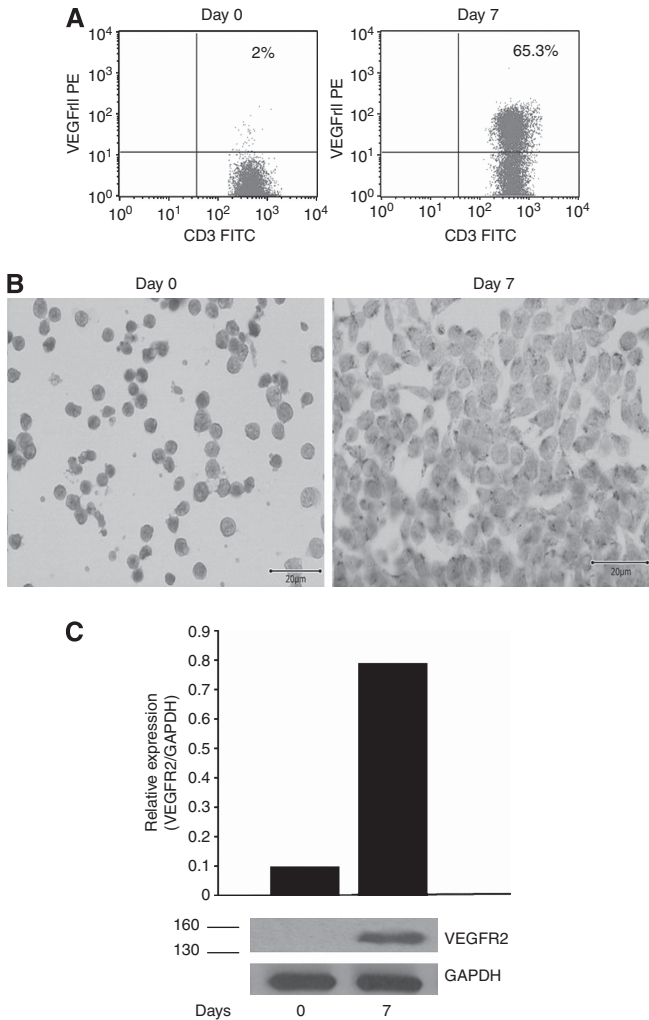 A
Day 0
Day 7
10⁴
10³
10²
10¹
10⁰
VEGFrII PE
2%
10⁰ 10¹ 10² 10³ 10⁴
CD3 FITC
10⁴
10³
10²
10¹
10⁰
VEGFrII PE
65.3%
10⁰ 10¹ 10² 10³ 10⁴
CD3 FITC
B
Day 0
Day 7
20μm
20μm
C
0.9
0.8
0.7
0.6
0.5
0.4
0.3
0.2
0.1
0
Relative expression
(VEGFR2/GAPDH)
160
130
VEGFR2
GAPDH
Days 0 7